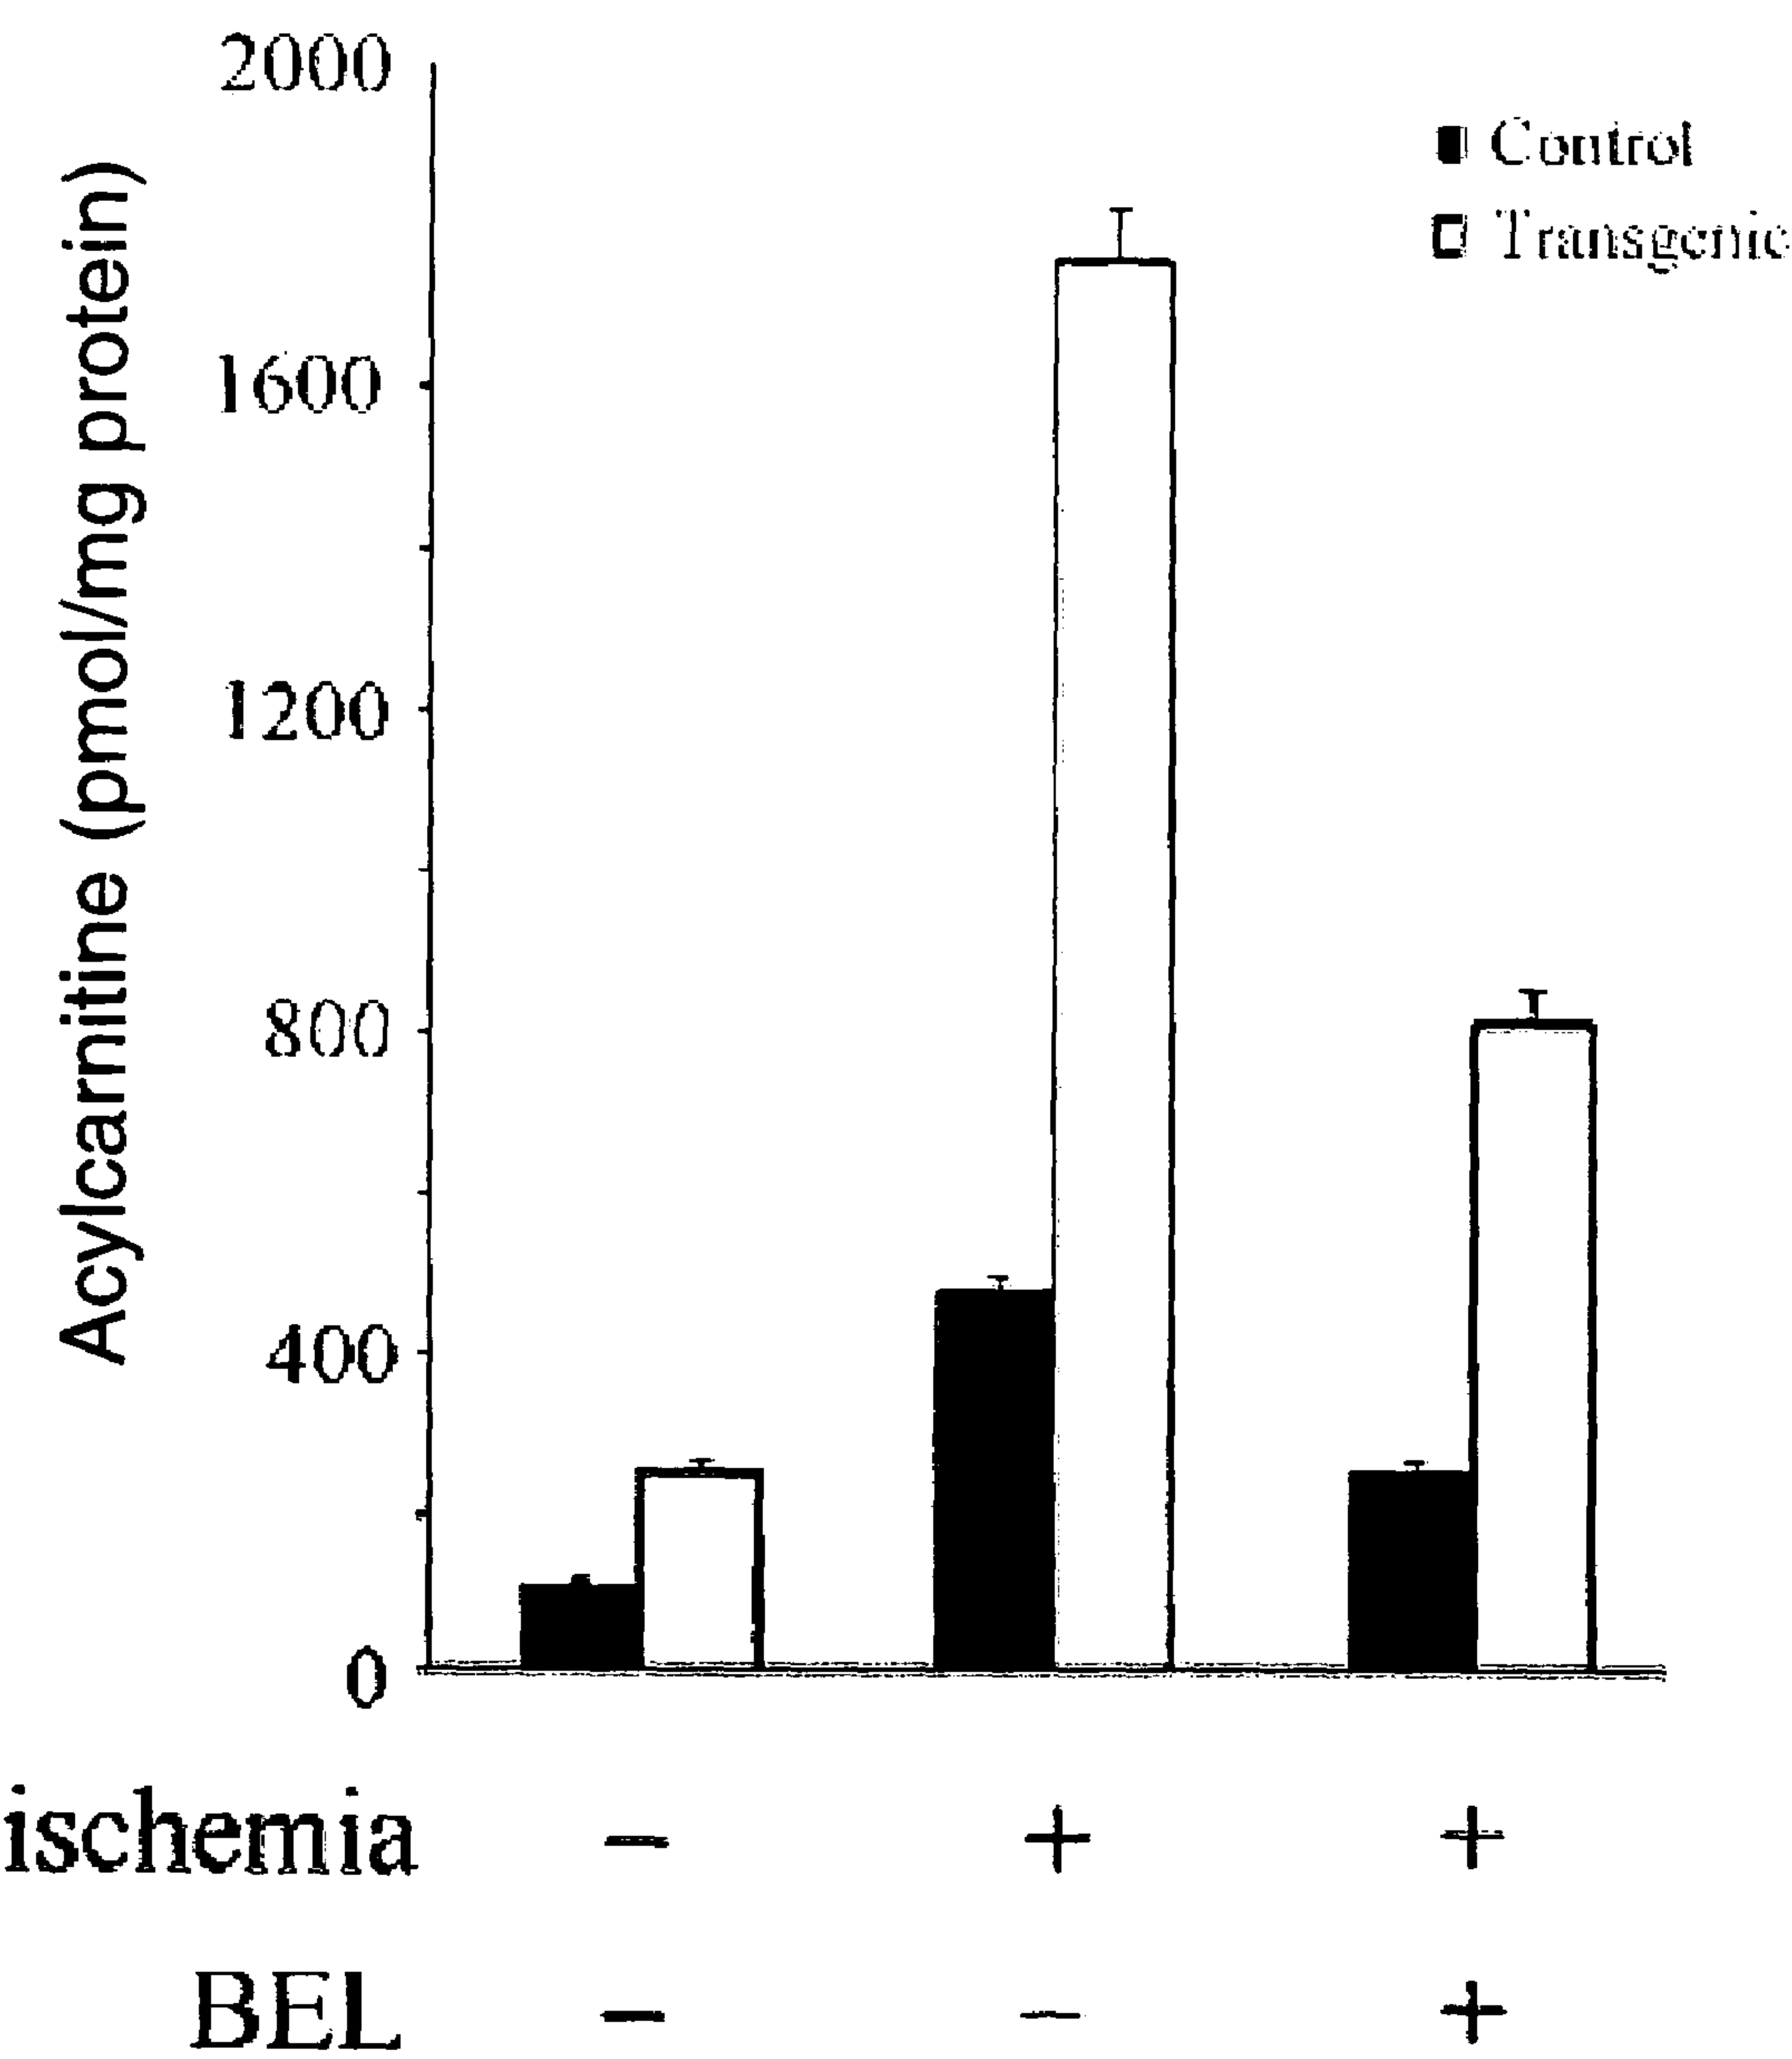 2000
Control
Transgenic
1600
1200
800
400
0
Acylcarnitine (pmol/mg protein)
ischemia − + +
BEL − − +